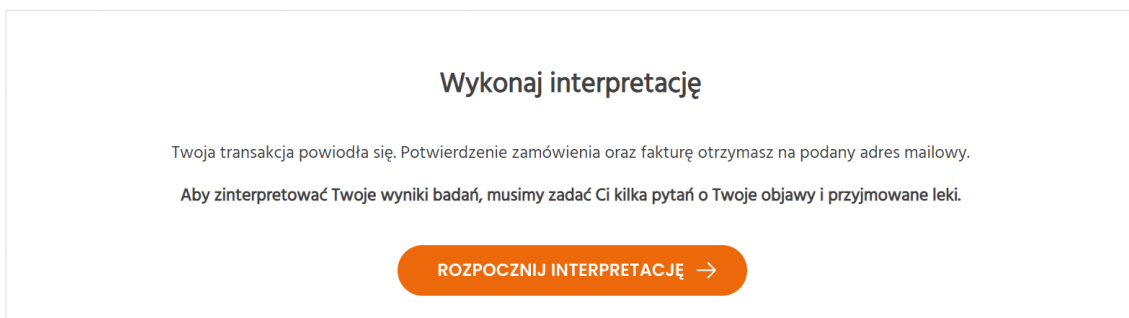 Wykonaj interpretację
Twoja transakcja powiodła się. Potwierdzenie zamówienia oraz fakturę otrzymasz na podany adres mailowy.
Aby zinterpretować Twoje wyniki badań, musimy zadać Ci kilka pytań o Twoje objawy i przyjmowane leki.
ROZPOCZNIJ INTERPRETACJĘ →